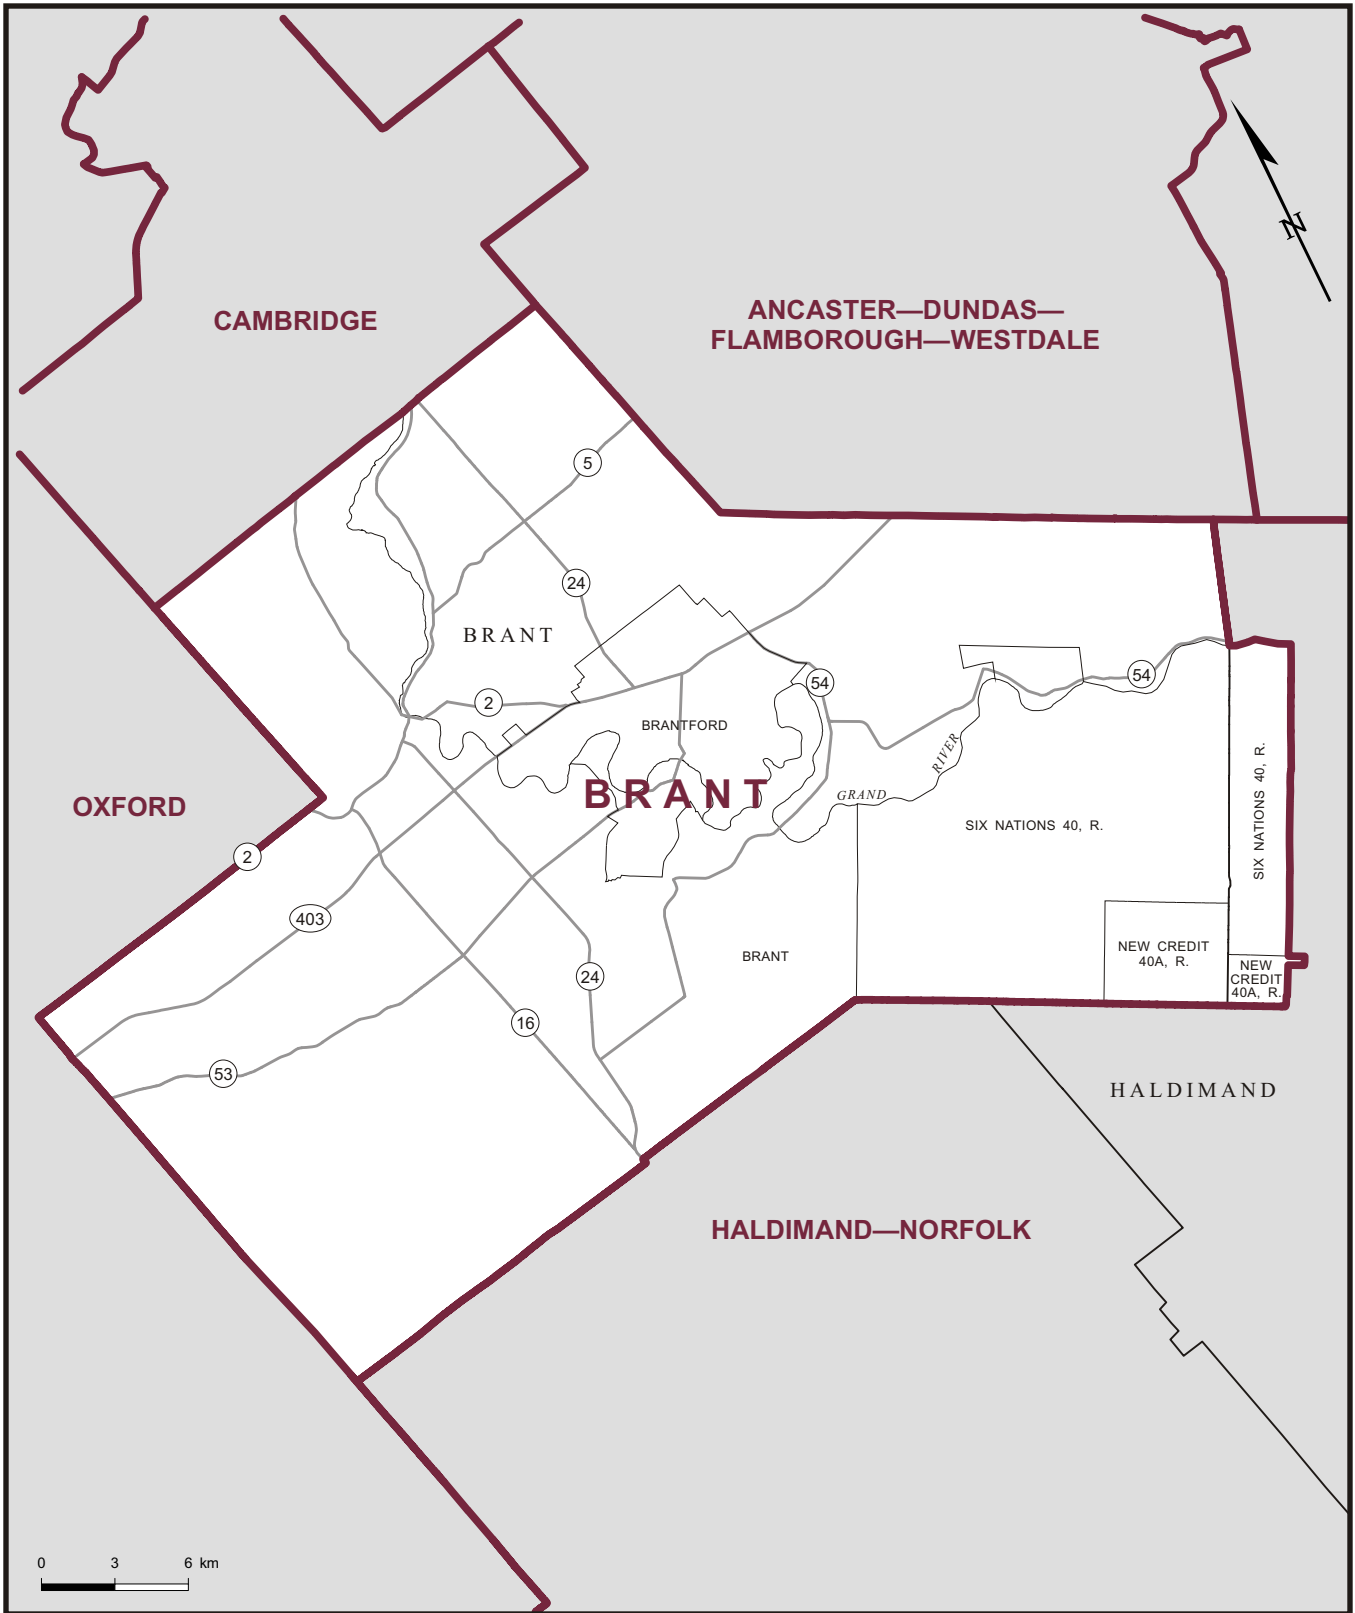 N
CAMBRIDGE
ANCASTER—DUNDAS—
FLAMBOROUGH—WESTDALE
5
24
BRANT
2
54
54
BRANTFORD
BRANT
GRAND
RIVER
OXFORD
2
SIX NATIONS 40, R.
SIX NATIONS 40, R.
403
NEW CREDIT
40A, R.
NEW
CREDIT
40A, R.
BRANT
24
16
53
HALDIMAND
HALDIMAND—NORFOLK
0 3 6 km